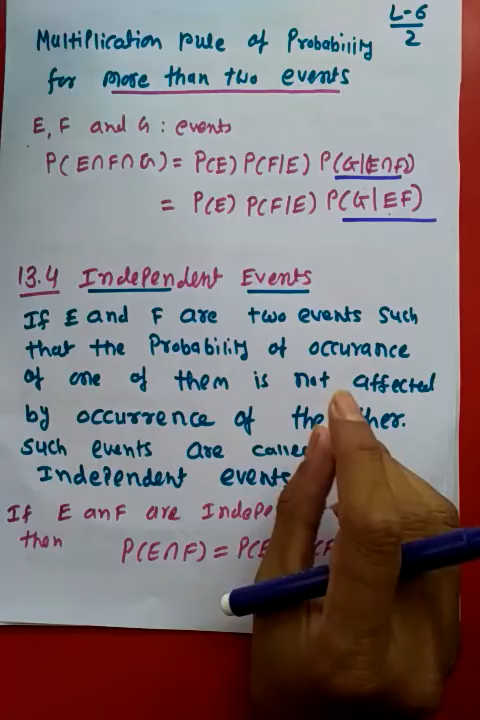 L-6/2
Multiplication rule of Probability
for more than two events
E, F and G : events
P(E∩F∩G) = P(E) P(F|E) P(G|E∩F)
= P(E) P(F|E) P(G|EF)
13.4 Independent Events
If E and F are two events such
that the Probability of occurance
of one of them is not affected
by occurrence of the
such events are
Independent events
If E anF are
then P(E∩F) =